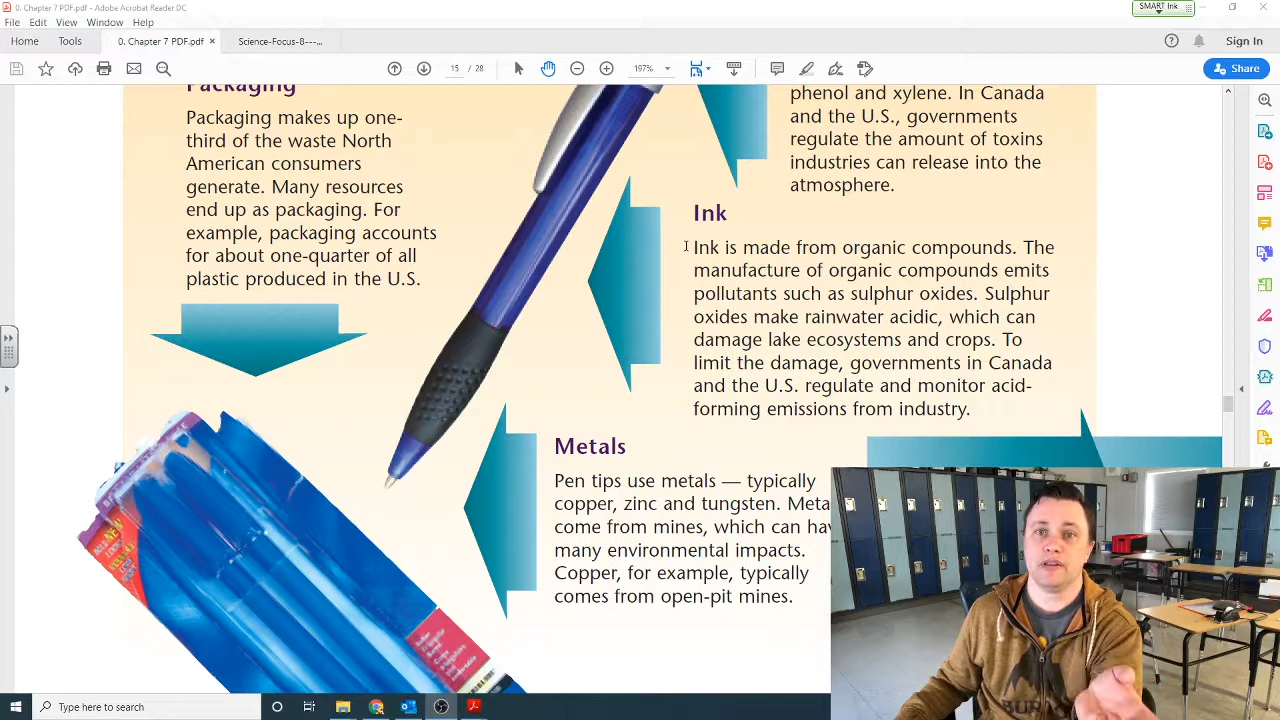 0. Chapter 7 PDF.pdf - Adobe Acrobat Reader DC
SMART Ink
File Edit View Window Help
Home Tools 0. Chapter 7 PDF.pdf × Science-Focus-8---...
Sign In
15 / 28
197%
Share
Packaging
Packaging makes up one-
third of the waste North
American consumers
generate. Many resources
end up as packaging. For
example, packaging accounts
for about one-quarter of all
plastic produced in the U.S.
phenol and xylene. In Canada
and the U.S., governments
regulate the amount of toxins
industries can release into the
atmosphere.
Ink
Ink is made from organic compounds. The
manufacture of organic compounds emits
pollutants such as sulphur oxides. Sulphur
oxides make rainwater acidic, which can
damage lake ecosystems and crops. To
limit the damage, governments in Canada
and the U.S. regulate and monitor acid-
forming emissions from industry.
Metals
Pen tips use metals — typically
copper, zinc and tungsten. Meta
come from mines, which can hav
many environmental impacts.
Copper, for example, typically
comes from open-pit mines.
Type here to search